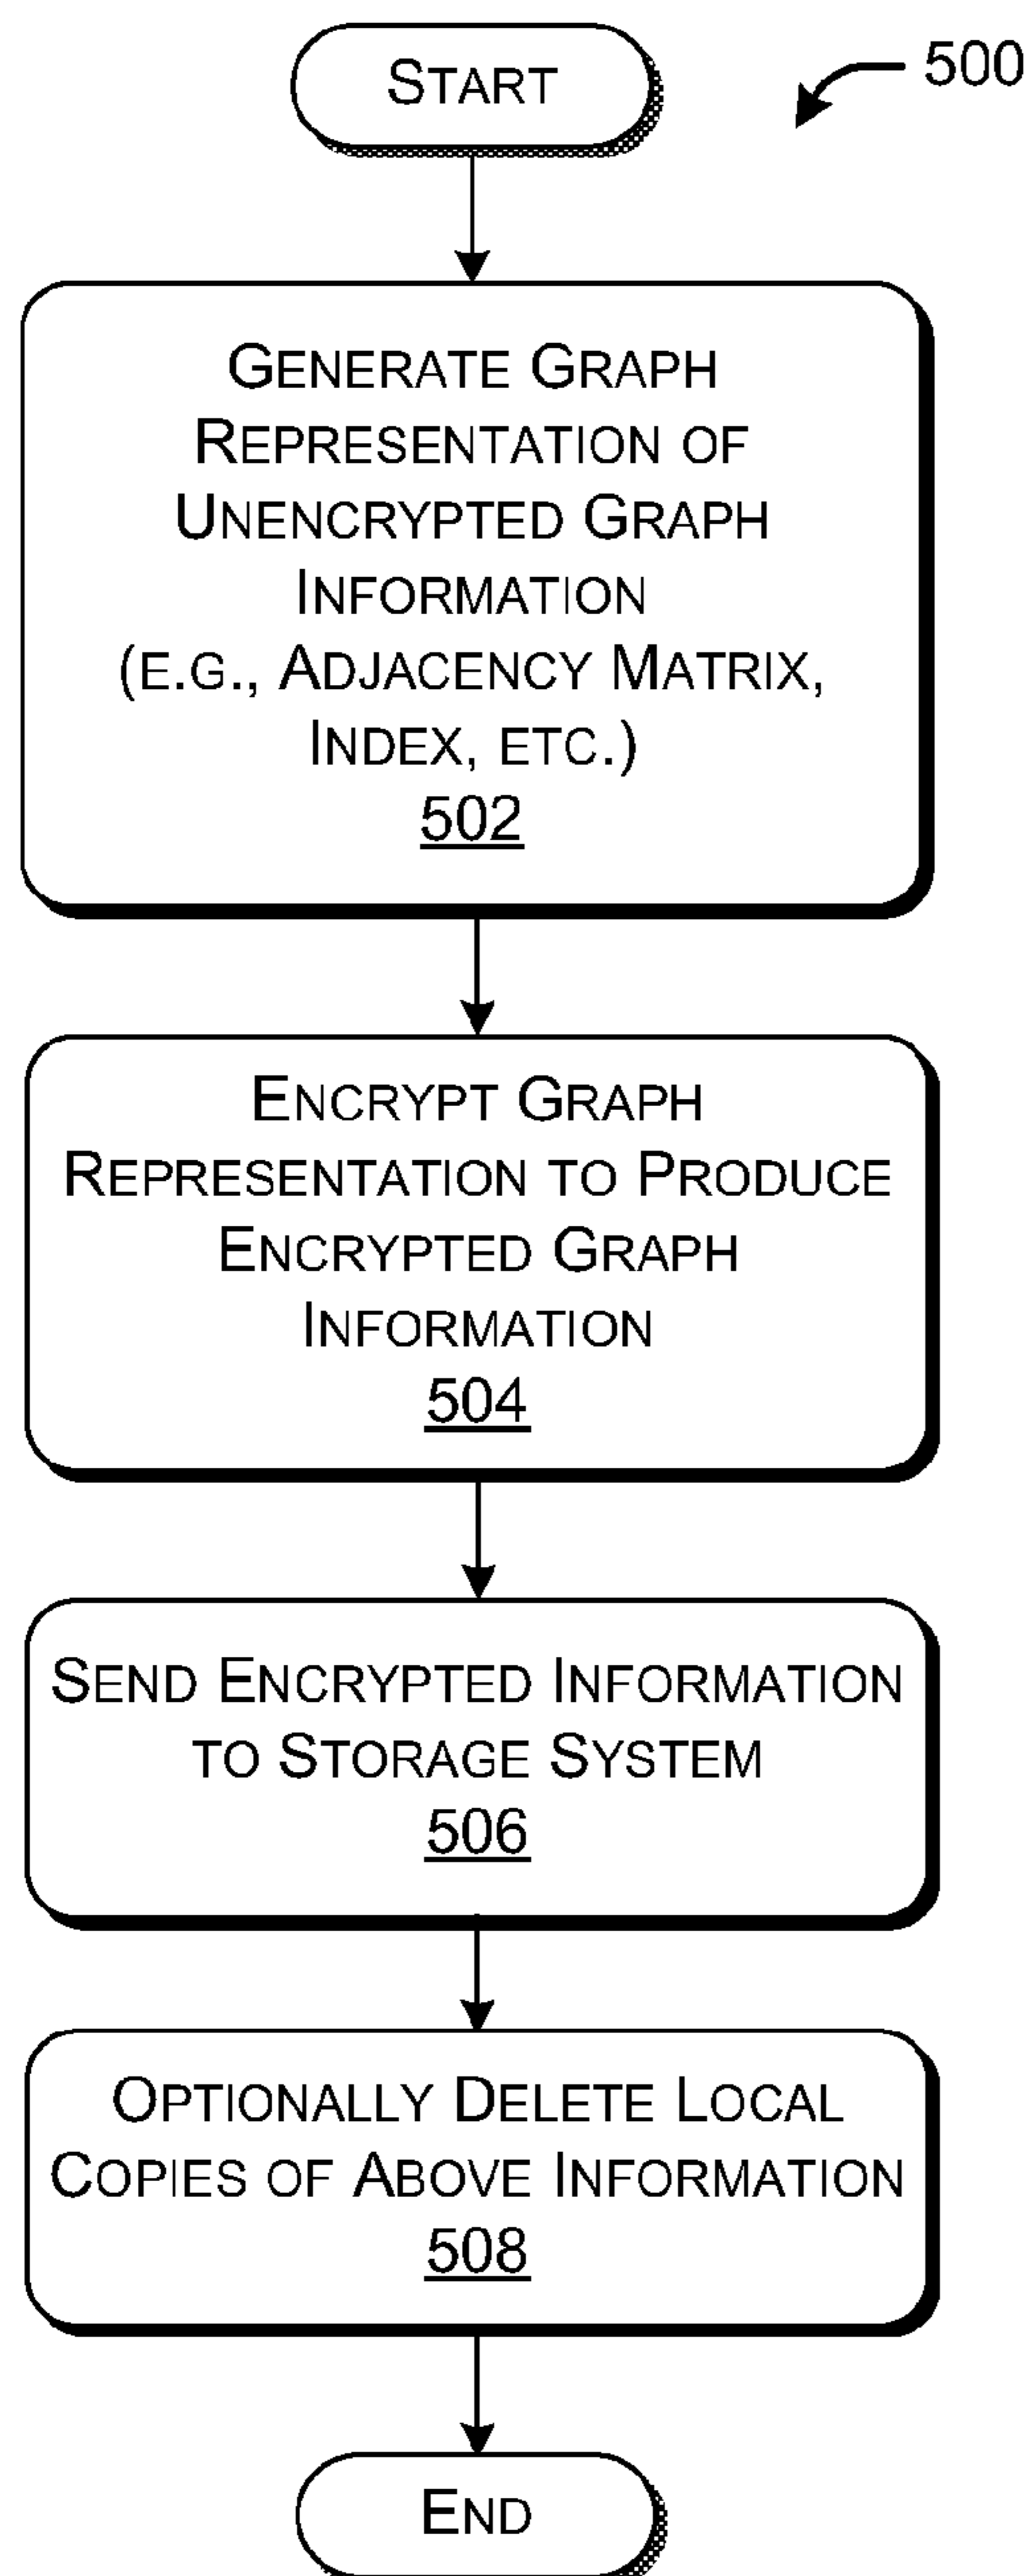 START
500
GENERATE GRAPH
REPRESENTATION OF
UNENCRYPTED GRAPH
INFORMATION
(E.G., ADJACENCY MATRIX,
INDEX, ETC.)
502
ENCRYPT GRAPH
REPRESENTATION TO PRODUCE
ENCRYPTED GRAPH
INFORMATION
504
SEND ENCRYPTED INFORMATION
TO STORAGE SYSTEM
506
OPTIONALLY DELETE LOCAL
COPIES OF ABOVE INFORMATION
508
END